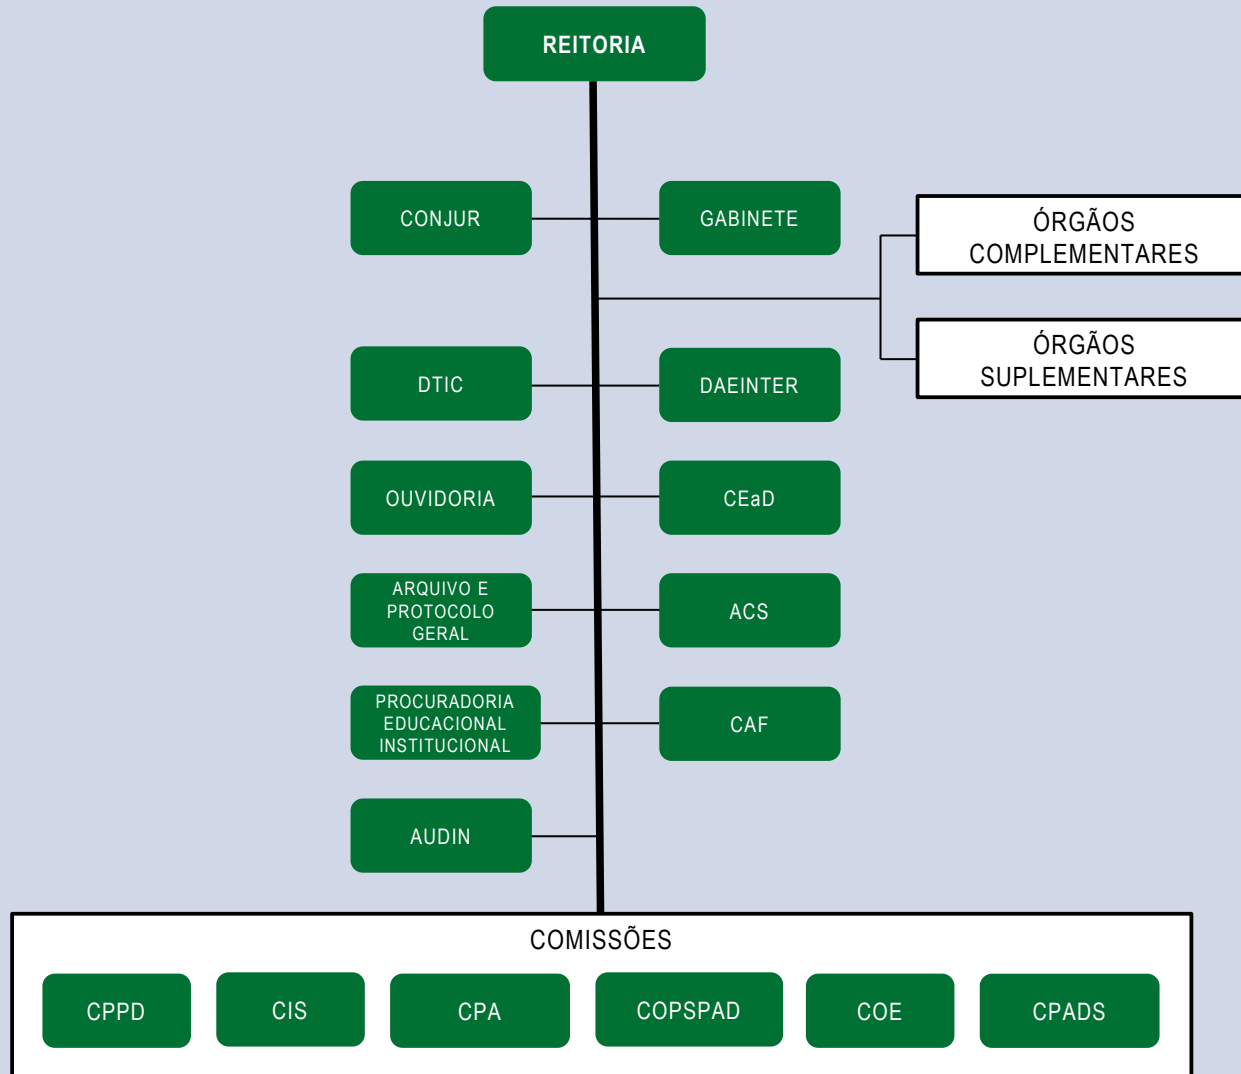 REITORIA
CONJUR
GABINETE
ÓRGÃOS
COMPLEMENTARES
ÓRGÃOS
SUPLEMENTARES
DTIC
DAEINTER
OUVIDORIA
CEaD
ARQUIVO E
PROTOCOLO
GERAL
ACS
PROCURADORIA
EDUCACIONAL
INSTITUCIONAL
CAF
AUDIN
COMISSÕES
CPPD
CIS
CPA
COPSPAD
COE
CPADS